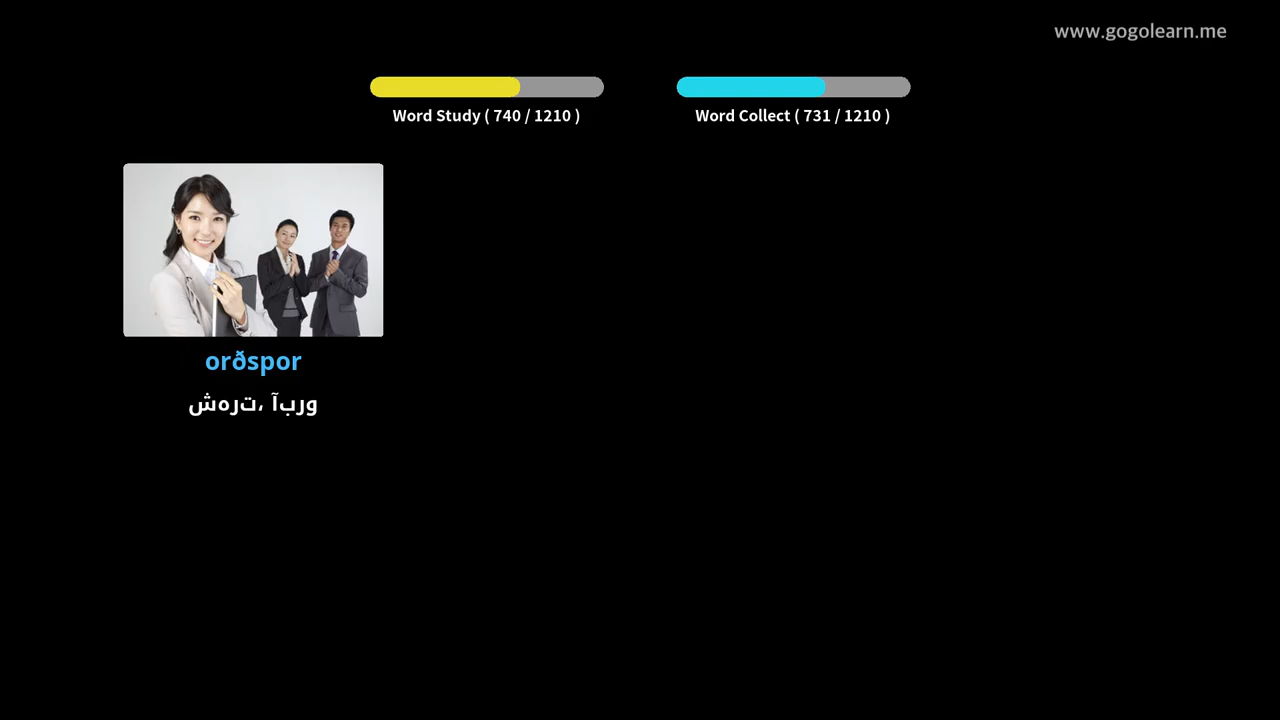 www.gogolearn.me
Word Study ( 740 / 1210 )
Word Collect ( 731 / 1210 )
orðspor
شهرت، آبرو